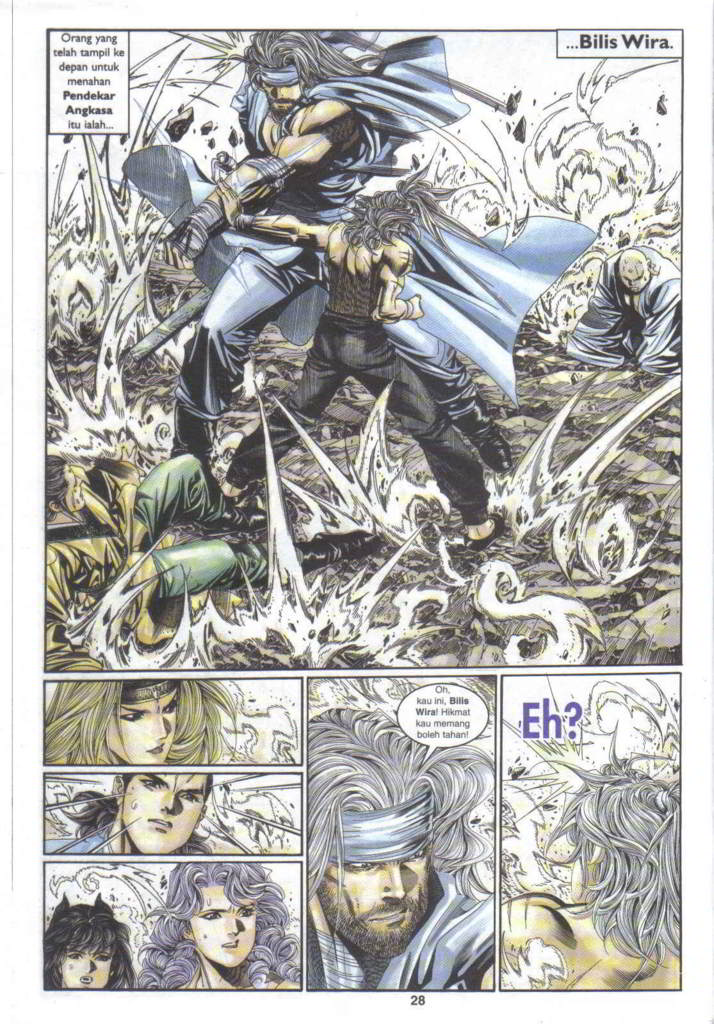 Orang yang
telah tampil ke
depan untuk
menahan
Pendekar
Angkasa
itu ialah...
...Bilis Wira.
Oh,
kau ini, Bilis
Wira! Hikmat
kau memang
boleh tahan!
Eh?
28